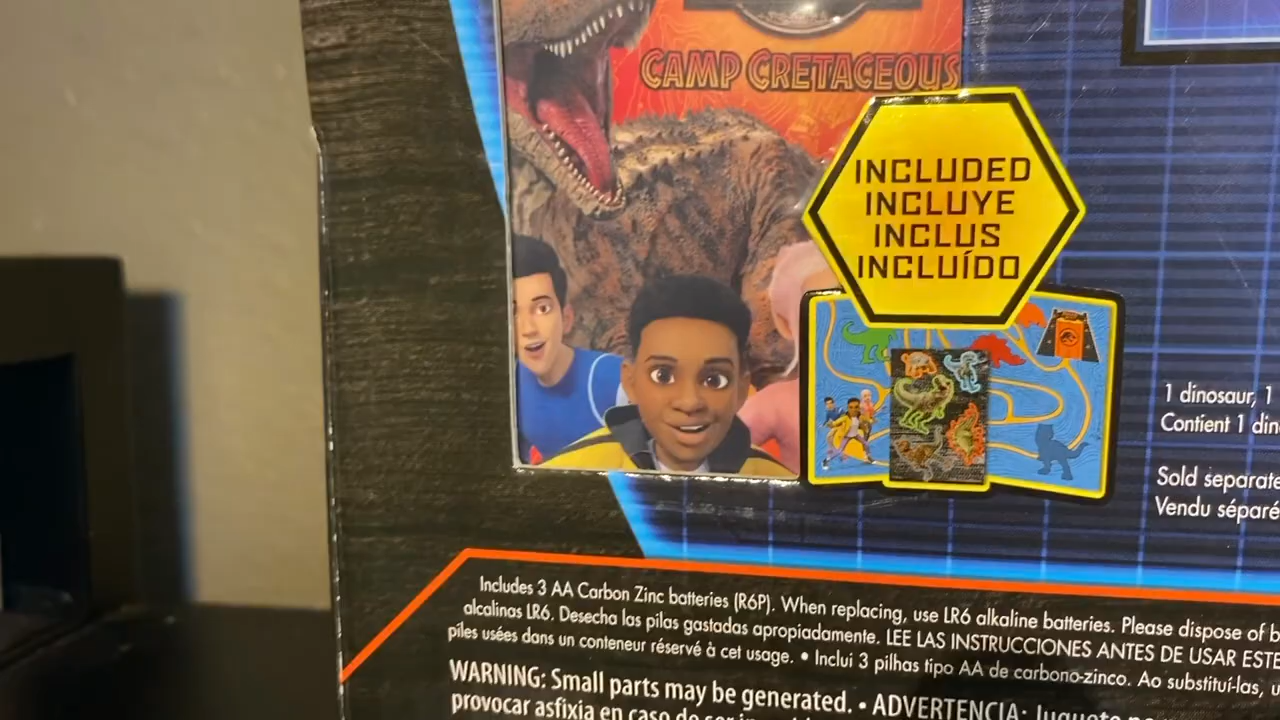 CAMP CRETACEOUS
INCLUDED
INCLUYE
INCLUS
INCLUÍDO
1 dinosaur, 1
Contient 1 din
Sold separate
Vendu séparé
Includes 3 AA Carbon Zinc batteries (R6P). When replacing, use LR6 alkaline batteries. Please dispose of b
alcalinas LR6. Desecha las pilas gastadas apropiadamente. LEE LAS INSTRUCCIONES ANTES DE USAR ESTE
piles usées dans un conteneur réservé à cet usage. • Inclui 3 pilhas tipo AA de carbono-zinco. Ao substituí-las, u
WARNING: Small parts may be generated. • ADVERTENCIA: Juguete
provocar asfixia en caso de ser